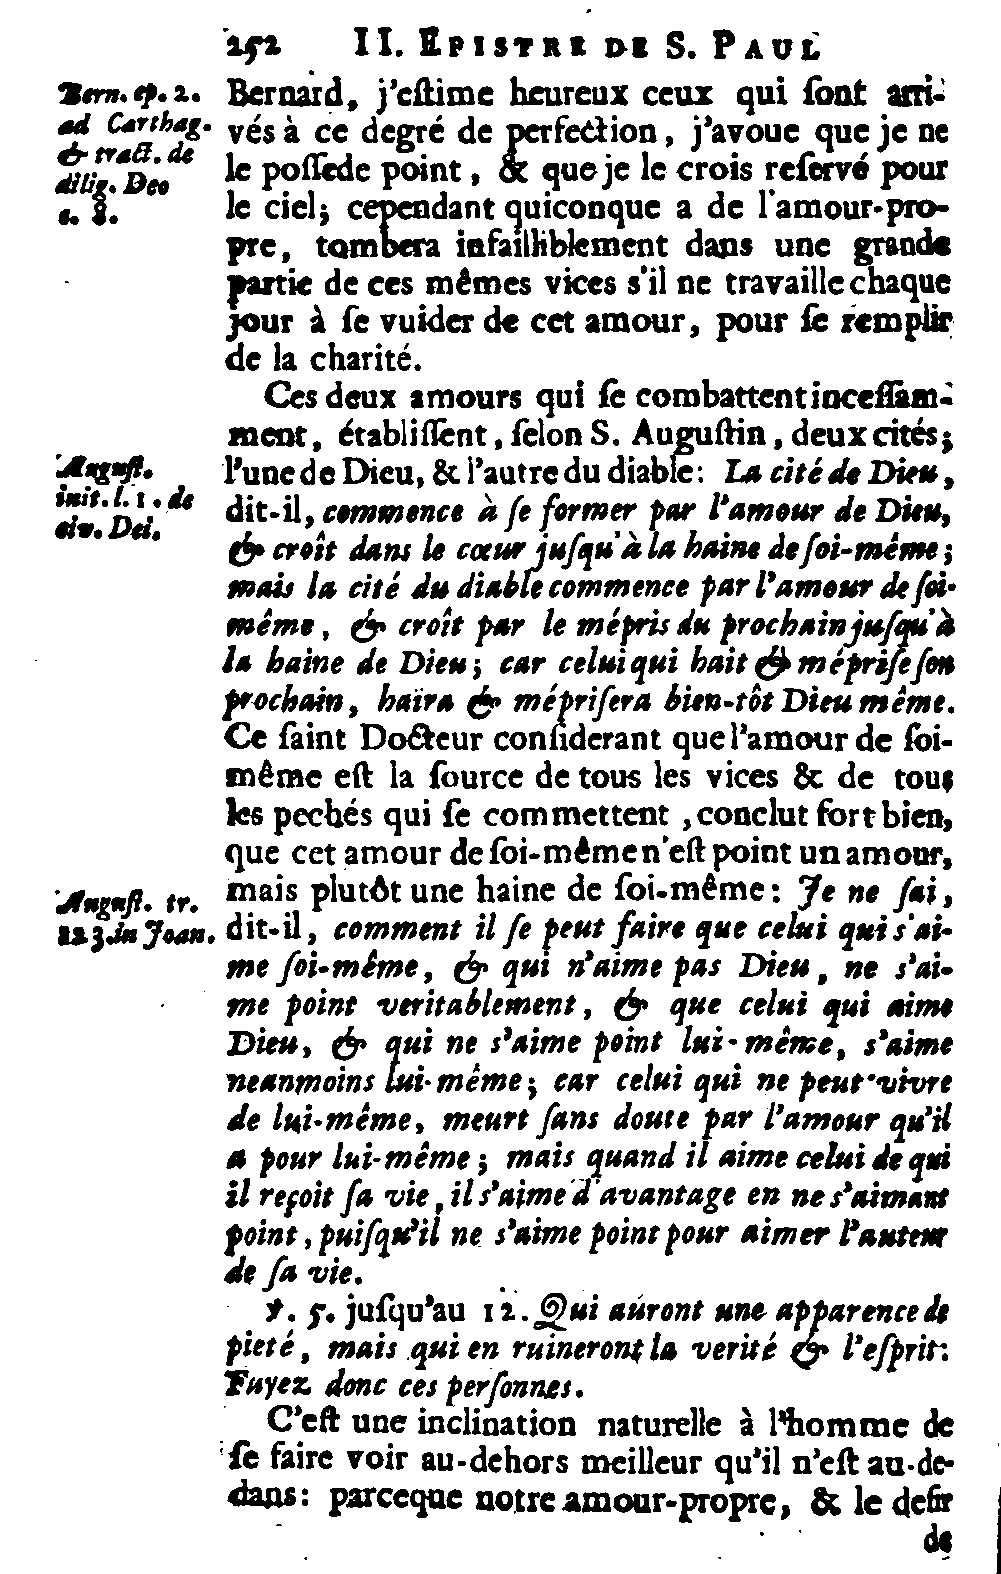 252 II. EPISTRE DE S. PAUL
Bern. ep. 2.
ad Carthag.
& tract. de
dilig. Deo
c. 8.
Bernard, j'eſtime heureux ceux qui ſont arri-
vés à ce degré de perfection, j'avoue que je ne
le poſſede point, & que je le crois reſervé pour
le ciel; cependant quiconque a de l'amour-pro-
pre, tombera infailliblement dans une grande
partie de ces mêmes vices s'il ne travaille chaque
jour à ſe vuider de cet amour, pour ſe remplir
de la charité.
Ces deux amours qui ſe combattent inceſſam-
ment, établiſſent, ſelon S. Auguſtin, deux cités;
Auguſt.
init. l. 1. de
civ. Dei.
l'une de Dieu, & l'autre du diable: La cité de Dieu,
dit-il, commence à ſe former par l'amour de Dieu,
& croît dans le cœur juſqu'à la haine de ſoi-même;
mais la cité du diable commence par l'amour de ſoi-
même, & croît par le mépris du prochain juſqu'à
la haine de Dieu; car celui qui hait & mépriſe ſon
prochain, haïra & mépriſera bien-tôt Dieu même.
Ce ſaint Docteur conſiderant que l'amour de ſoi-
même eſt la ſource de tous les vices & de tous
les pechés qui ſe commettent, conclut fort bien,
que cet amour de ſoi-même n'eſt point un amour,
Auguſt. tr.
123. in Joan.
mais plutôt une haine de ſoi-même: Je ne ſai,
dit-il, comment il ſe peut faire que celui qui s'ai-
me ſoi-même, & qui n'aime pas Dieu, ne s'ai-
me point veritablement, & que celui qui aime
Dieu, & qui ne s'aime point lui-même, s'aime
neanmoins lui-même; car celui qui ne peut vivre
de lui-même, meurt ſans doute par l'amour qu'il
a pour lui-même; mais quand il aime celui de qui
il reçoit ſa vie, il s'aime d'avantage en ne s'aimant
point, puiſqu'il ne s'aime point pour aimer l'auteur
de ſa vie.
℣. 5. juſqu'au 12. Qui auront une apparence de
pieté, mais qui en ruineront la verité & l'eſprit.
Fuyez donc ces perſonnes.
C'eſt une inclination naturelle à l'homme de
ſe faire voir au-dehors meilleur qu'il n'eſt au-de-
dans: parceque notre amour-propre, & le deſir
de